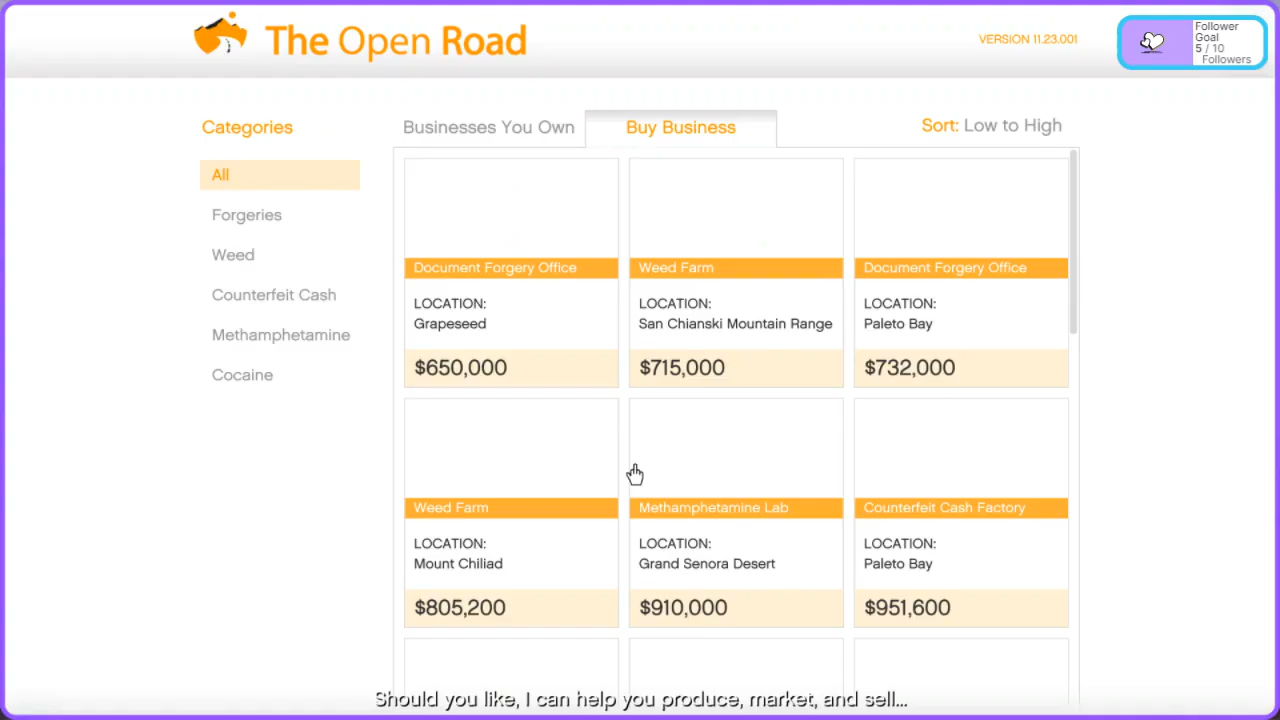 The Open Road
VERSION 11.23.001
Follower
Goal
5 / 10
Followers
Categories
Businesses You Own
Buy Business
Sort: Low to High
All
Forgeries
Weed
Counterfeit Cash
Methamphetamine
Cocaine
Document Forgery Office
LOCATION:
Grapeseed
$650,000
Weed Farm
LOCATION:
San Chianski Mountain Range
$715,000
Document Forgery Office
LOCATION:
Paleto Bay
$732,000
Weed Farm
LOCATION:
Mount Chiliad
$805,200
Methamphetamine Lab
LOCATION:
Grand Senora Desert
$910,000
Counterfeit Cash Factory
LOCATION:
Paleto Bay
$951,600
Should you like, I can help you produce, market, and sell...